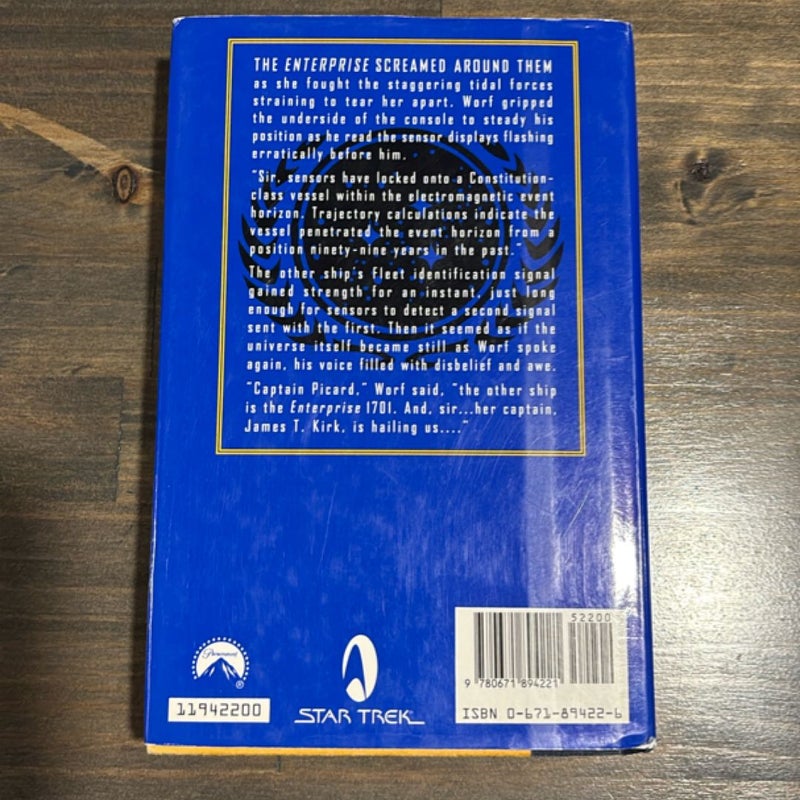 THE ENTERPRISE SCREAMED AROUND THEM
as she fought the staggering tidal forces
straining to tear her apart. Worf gripped
the underside of the console to steady his
position as he read the sensor displays flashing
erratically before him.
"Sir, sensors have locked onto a Constitution-
class vessel within the electromagnetic event
horizon. Trajectory calculations indicate the
vessel penetrated the event horizon from a
position ninety-nine years in the past."
The other ship's Fleet identification signal
gained strength for an instant, just long
enough for sensors to detect a second signal
sent with the first. Then it seemed as if the
universe itself became still as Worf spoke
again, his voice filled with disbelief and awe.
"Captain Picard," Worf said, "the other ship
is the Enterprise 1701. And, sir...her captain,
James T. Kirk, is hailing us...."
Paramount
®
11942200
STAR TREK
52200
9 780671 894221
ISBN 0-671-89422-6